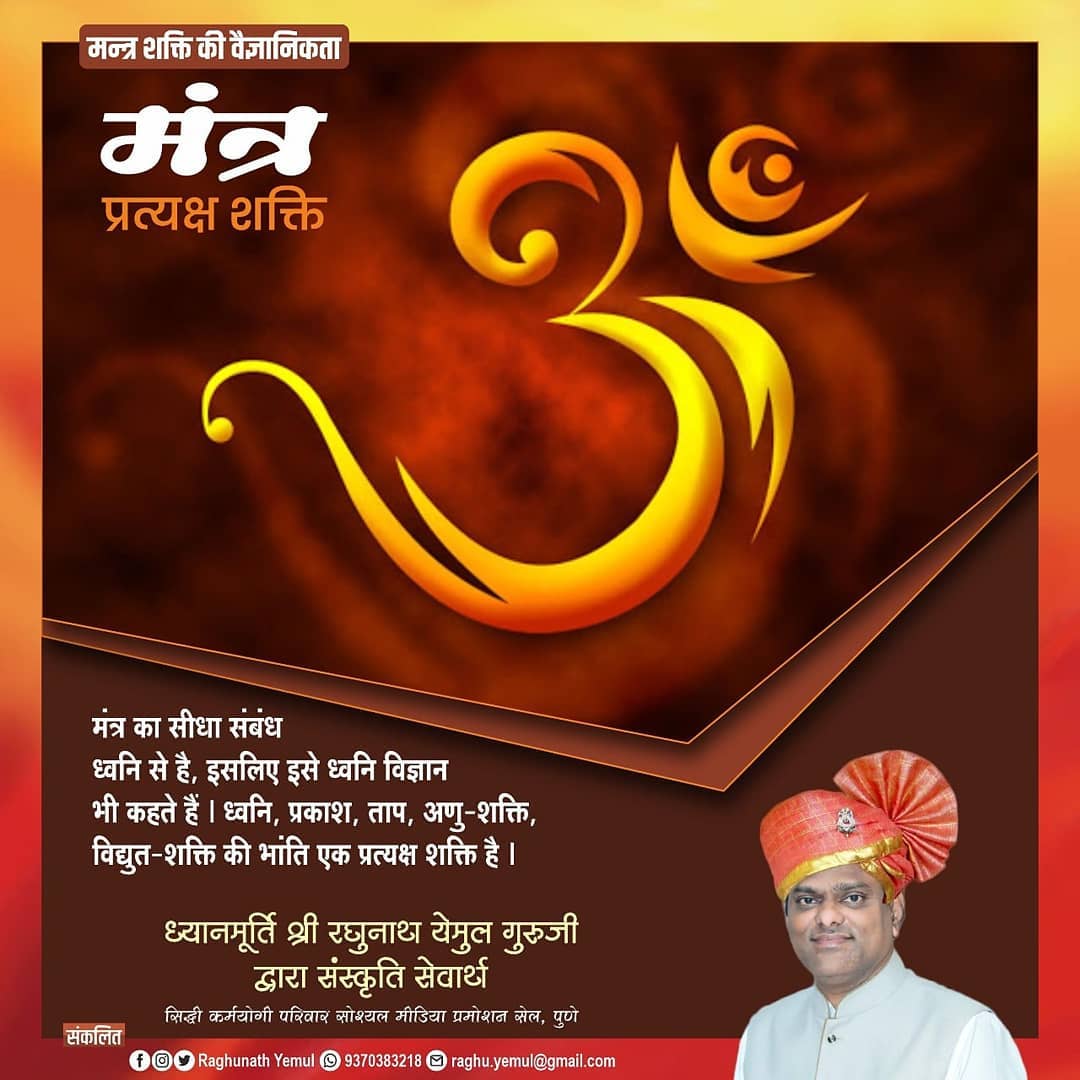 मन्त्र शक्ति की वैज्ञानिकता
मंत्र
प्रत्यक्ष शक्ति
ॐ
मंत्र का सीधा संबंध
ध्वनि से है, इसलिए इसे ध्वनि विज्ञान
भी कहते हैं । ध्वनि, प्रकाश, ताप, अणु-शक्ति,
विद्युत-शक्ति की भांति एक प्रत्यक्ष शक्ति है ।
ध्यानमूर्ति श्री रघुनाथ येमुल गुरुजी
द्वारा संस्कृति सेवार्थ
सिद्धी कर्मयोगी परिवार सोश्यल मीडिया प्रमोशन सेल, पुणे
संकलित
Raghunath Yemul 9370383218 raghu.yemul@gmail.com